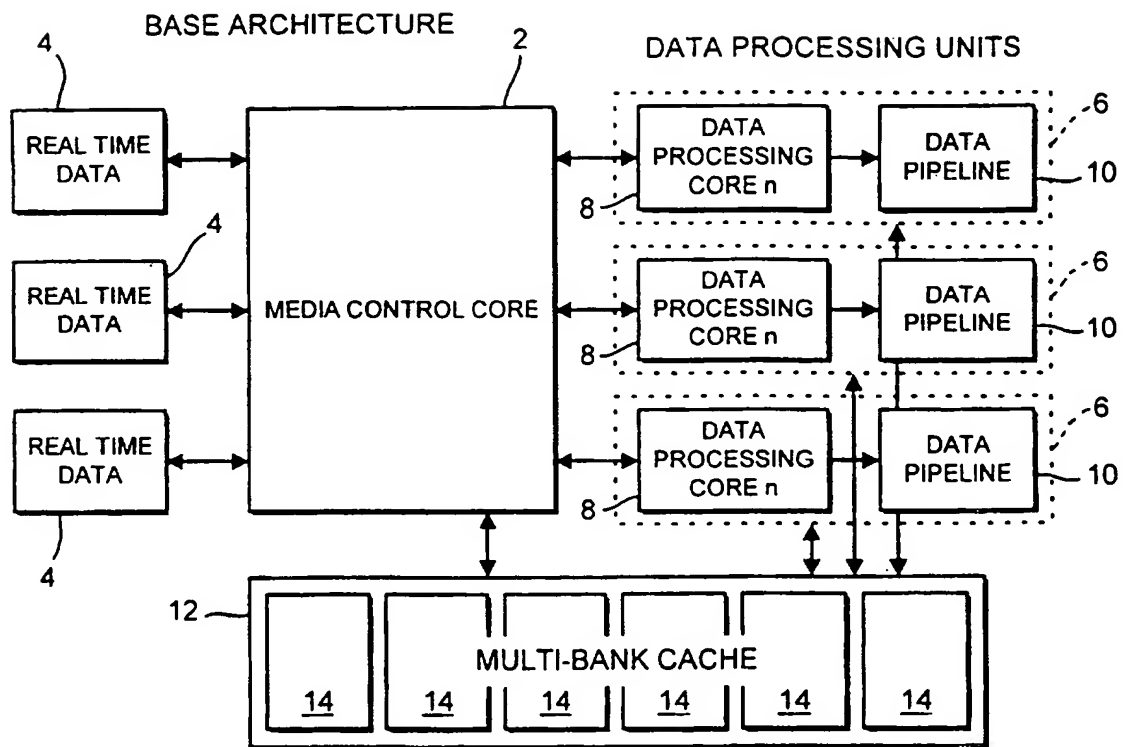 BASE ARCHITECTURE
DATA PROCESSING UNITS
4
2
REAL TIME
DATA
MEDIA CONTROL CORE
DATA
PROCESSING
CORE n
8
DATA
PIPELINE
6
10
4
REAL TIME
DATA
DATA
PROCESSING
CORE n
8
DATA
PIPELINE
6
10
REAL TIME
DATA
4
DATA
PROCESSING
CORE n
8
DATA
PIPELINE
6
10
12
MULTI-BANK CACHE
14 14 14 14 14 14